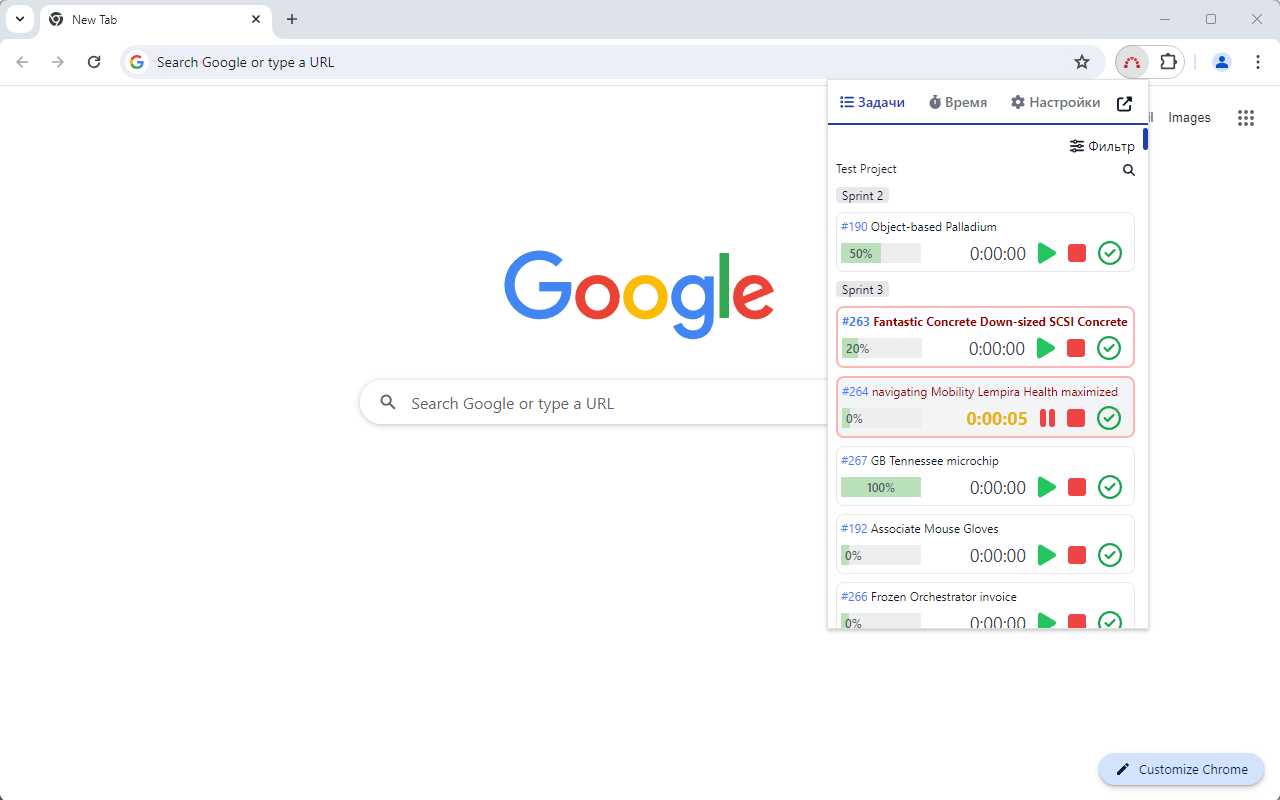 New Tab
Search Google or type a URL
Задачи
Время
Настройки
Images
Фильтр
Test Project
Sprint 2
#190 Object-based Palladium
50%
0:00:00
Sprint 3
#263 Fantastic Concrete Down-sized SCSI Concrete
20%
0:00:00
#264 navigating Mobility Lempira Health maximized
0%
0:00:05
#267 GB Tennessee microchip
100%
0:00:00
#192 Associate Mouse Gloves
0%
0:00:00
#266 Frozen Orchestrator invoice
0%
0:00:00
Google
Search Google or type a URL
Customize Chrome